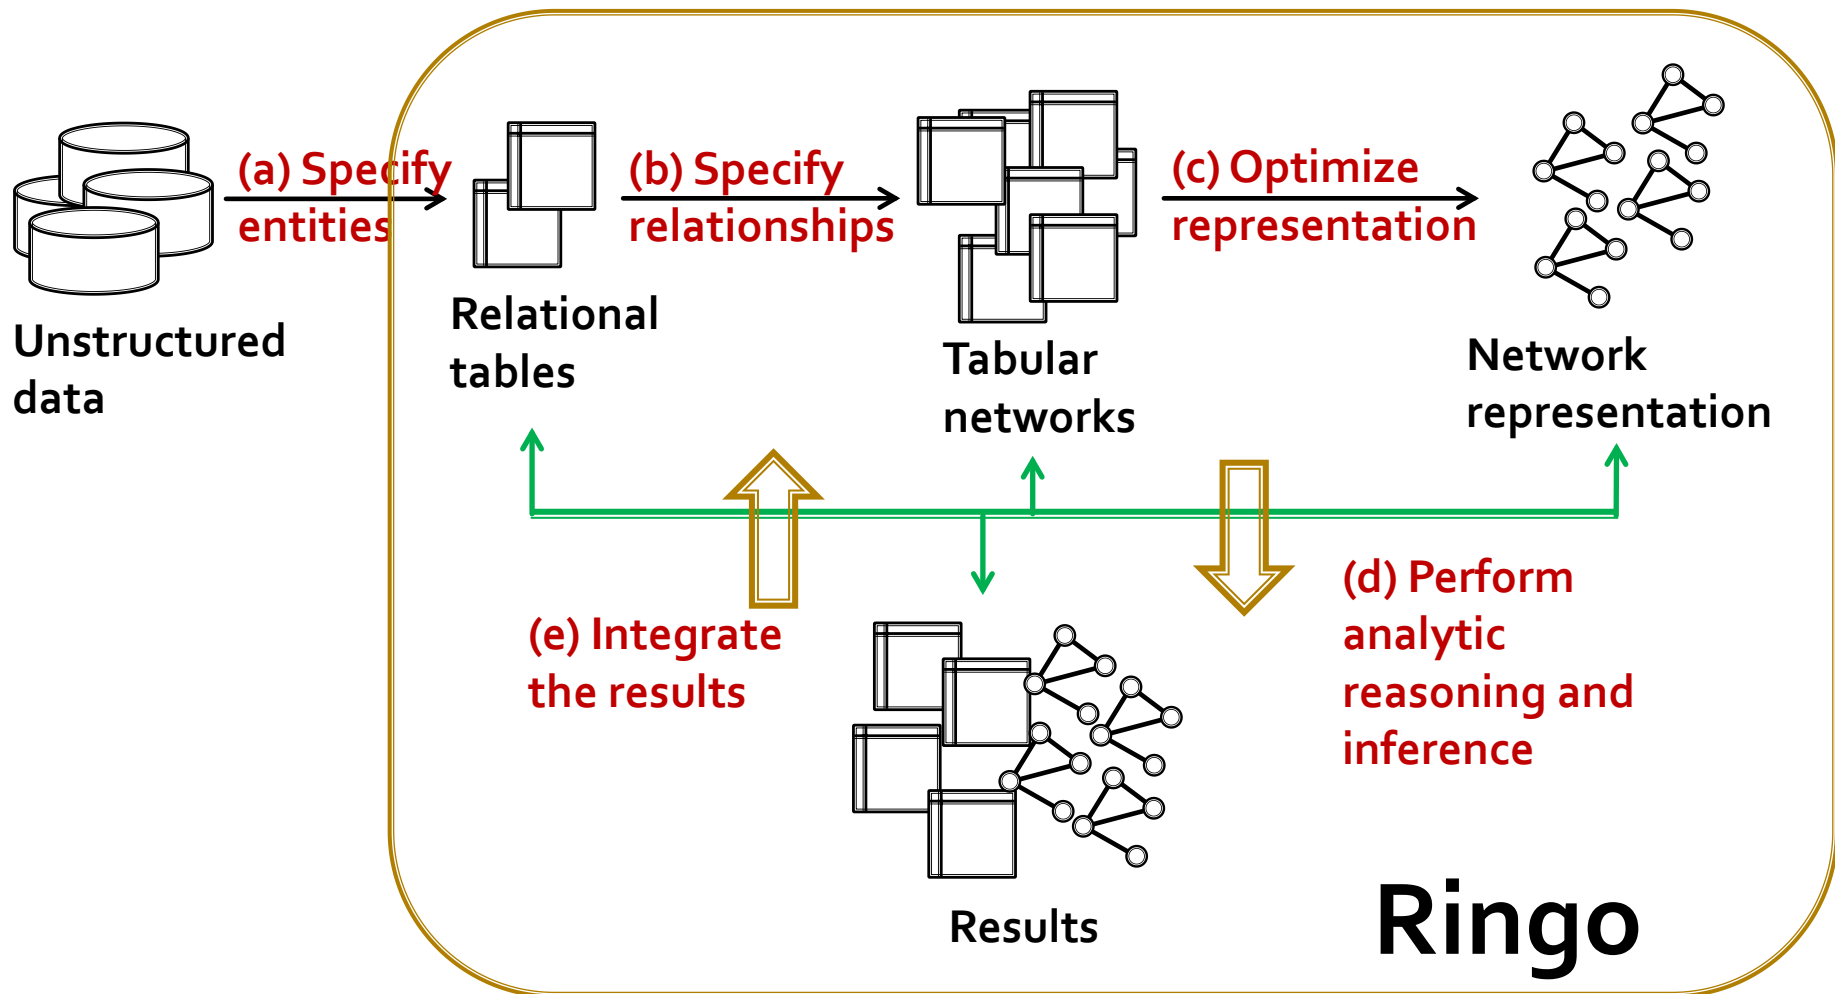 (a) Specify
entities
(b) Specify
relationships
(c) Optimize
representation
Unstructured
data
Relational
tables
Tabular
networks
Network
representation
(e) Integrate
the results
(d) Perform
analytic
reasoning and
inference
Results
Ringo